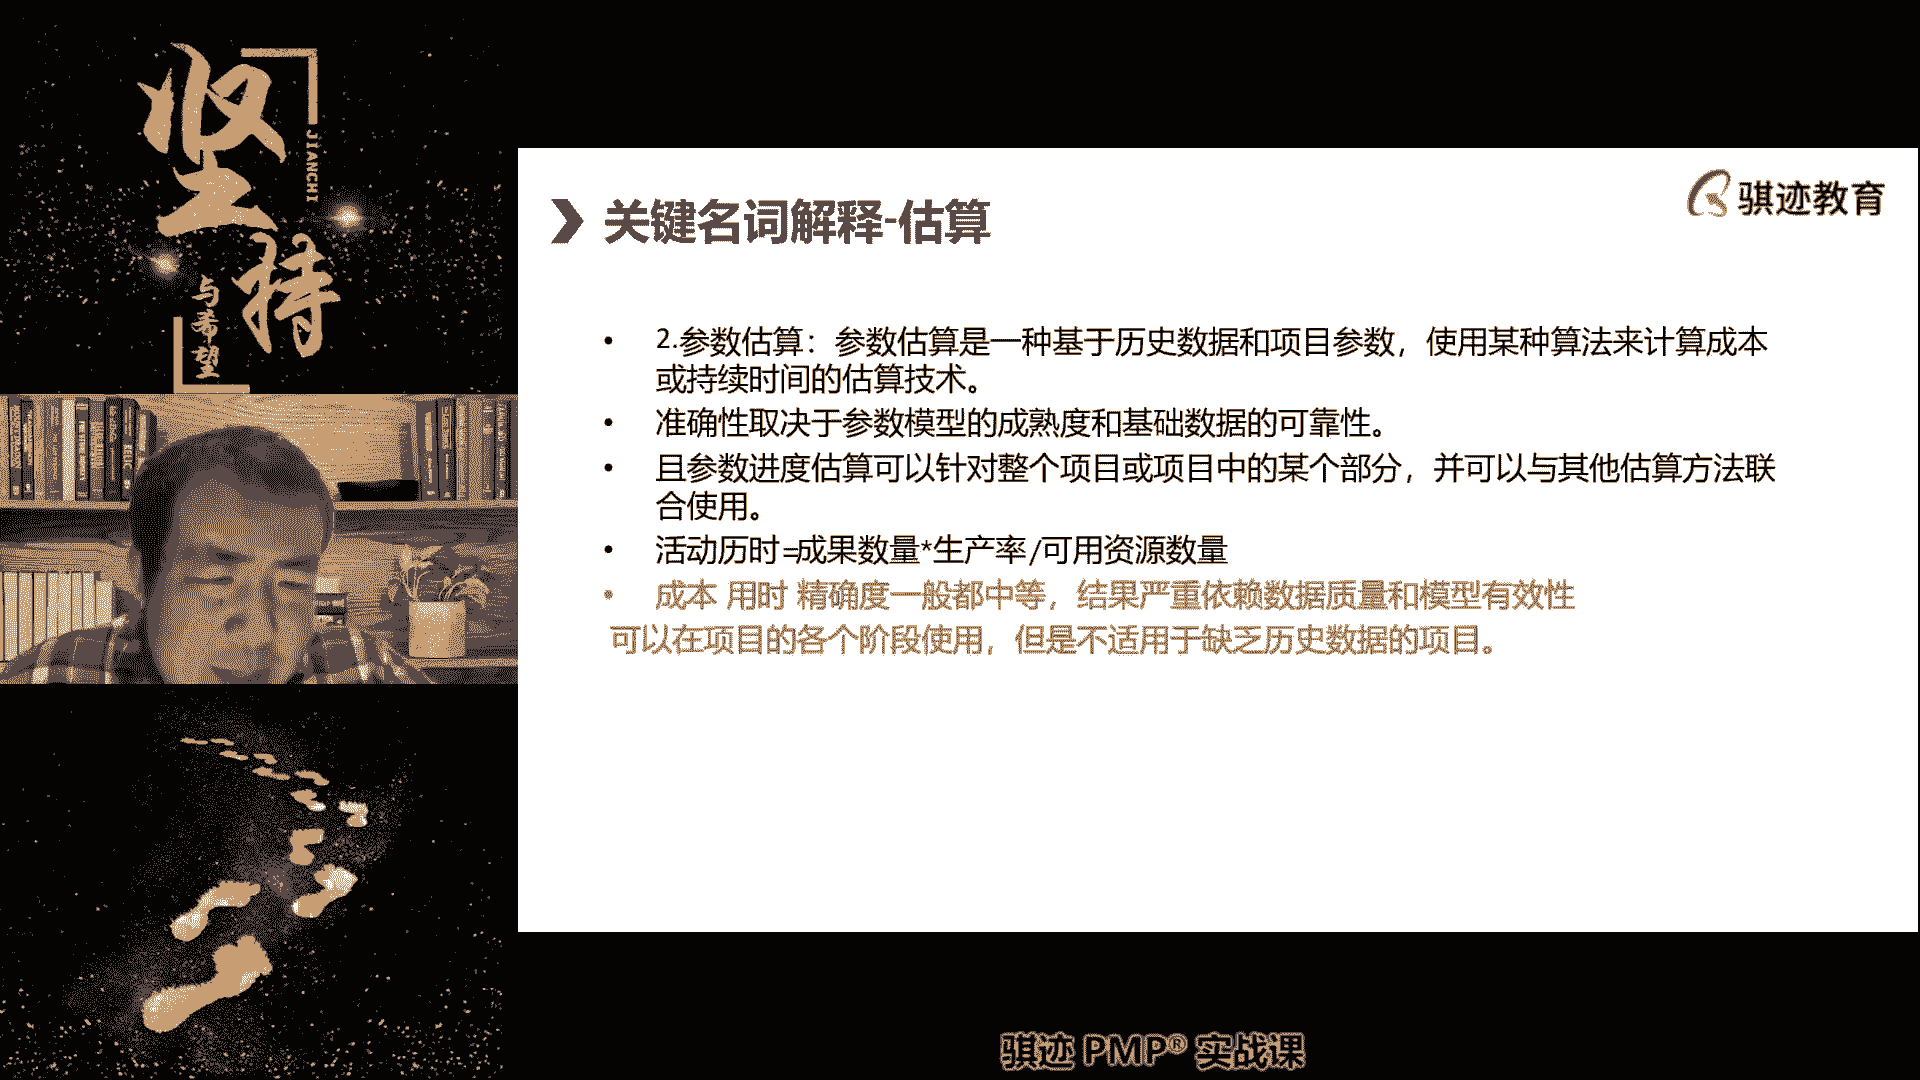 坚持
JIANCHI
与希望
骐迹教育
关键名词解释-估算
• 2.参数估算：参数估算是一种基于历史数据和项目参数，使用某种算法来计算成本
或持续时间的估算技术。
• 准确性取决于参数模型的成熟度和基础数据的可靠性。
• 且参数进度估算可以针对整个项目或项目中的某个部分，并可以与其他估算方法联
合使用。
• 活动历时=成果数量*生产率/可用资源数量
• 成本 用时 精确度一般都中等，结果严重依赖数据质量和模型有效性
可以在项目的各个阶段使用，但是不适用于缺乏历史数据的项目。
骐迹 PMP® 实战课